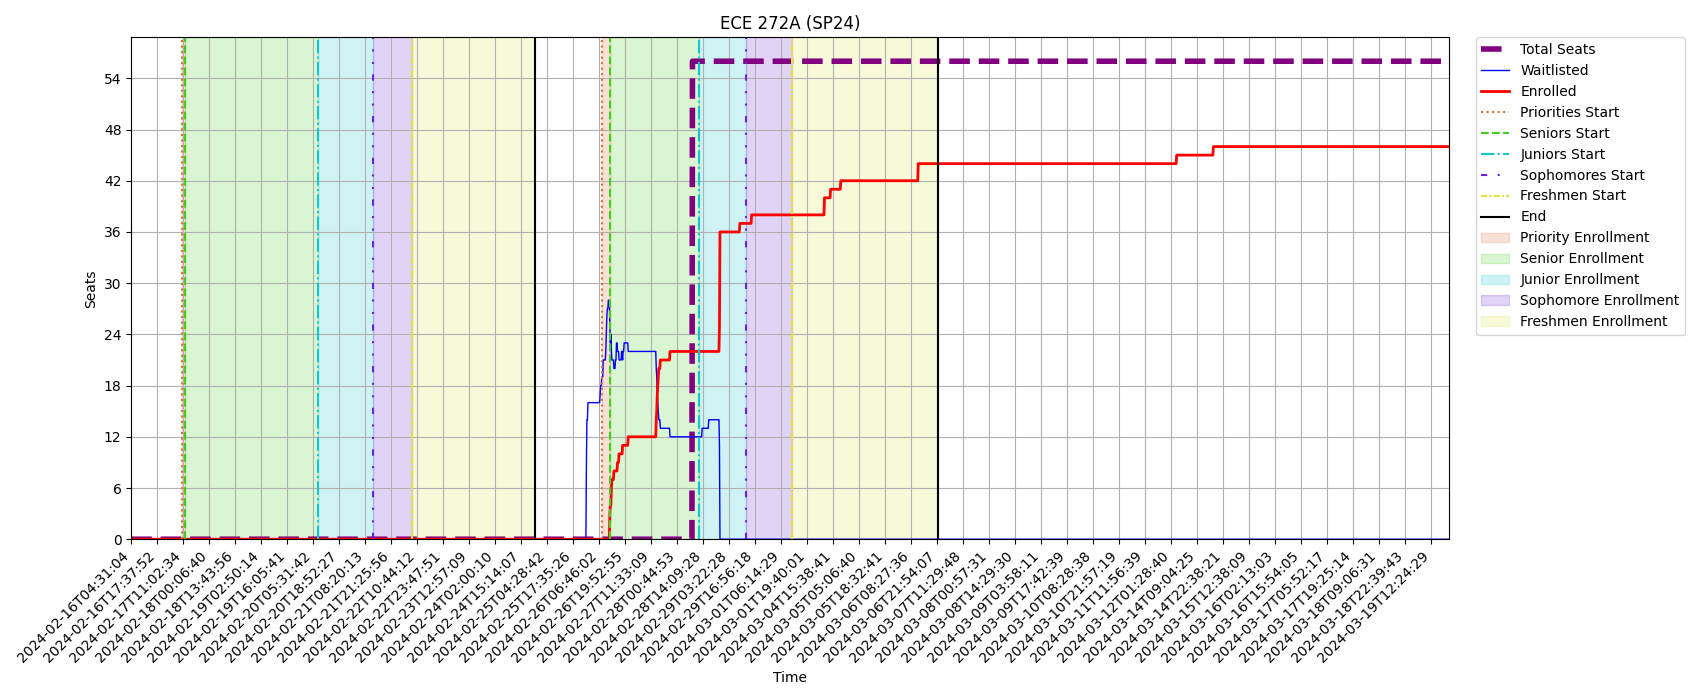 ECE 272A (SP24)
Seats
54
48
42
36
30
24
18
12
6
0
2024-02-16T04:31:04
2024-02-16T17:37:52
2024-02-17T11:02:34
2024-02-18T00:06:40
2024-02-18T13:43:56
2024-02-19T02:50:14
2024-02-19T16:05:41
2024-02-20T05:31:42
2024-02-20T18:52:27
2024-02-21T08:20:13
2024-02-21T21:25:56
2024-02-22T10:44:12
2024-02-22T23:47:51
2024-02-23T12:57:09
2024-02-24T02:00:10
2024-02-24T15:14:07
2024-02-25T04:28:42
2024-02-25T17:35:26
2024-02-26T06:46:02
2024-02-26T19:52:55
2024-02-27T11:33:09
2024-02-28T00:44:53
2024-02-28T14:09:28
2024-02-29T03:22:28
2024-02-29T16:56:18
2024-03-01T06:14:29
2024-03-01T19:40:01
2024-03-04T15:38:41
2024-03-05T05:06:40
2024-03-05T18:32:41
2024-03-06T08:27:36
2024-03-06T21:54:07
2024-03-07T11:29:48
2024-03-08T00:57:31
2024-03-08T14:29:30
2024-03-09T03:58:11
2024-03-09T17:42:39
2024-03-10T08:28:38
2024-03-10T21:57:19
2024-03-11T11:56:39
2024-03-12T01:28:40
2024-03-14T09:04:25
2024-03-14T22:38:21
2024-03-15T12:38:09
2024-03-16T02:13:03
2024-03-16T15:54:05
2024-03-17T05:52:17
2024-03-17T19:25:14
2024-03-18T09:06:31
2024-03-18T22:39:43
2024-03-19T12:24:29
Time
Total Seats
Waitlisted
Enrolled
Priorities Start
Seniors Start
Juniors Start
Sophomores Start
Freshmen Start
End
Priority Enrollment
Senior Enrollment
Junior Enrollment
Sophomore Enrollment
Freshmen Enrollment